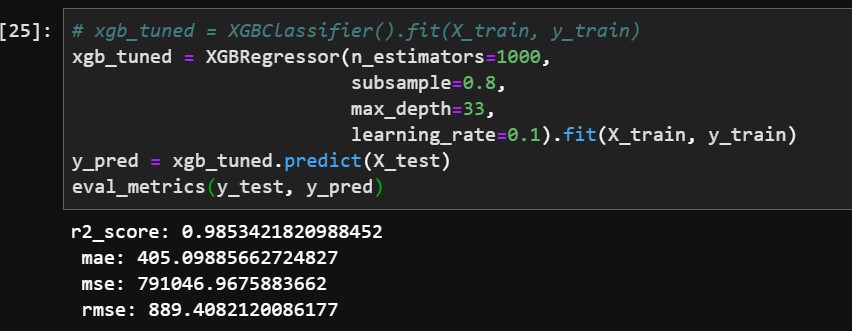 [25]: # xgb_tuned = XGBClassifier().fit(X_train, y_train)
xgb_tuned = XGBRegressor(n_estimators=1000,
subsample=0.8,
max_depth=33,
learning_rate=0.1).fit(X_train, y_train)
y_pred = xgb_tuned.predict(X_test)
eval_metrics(y_test, y_pred)
r2_score: 0.9853421820988452
mae: 405.09885662724827
mse: 791046.9675883662
rmse: 889.4082120086177